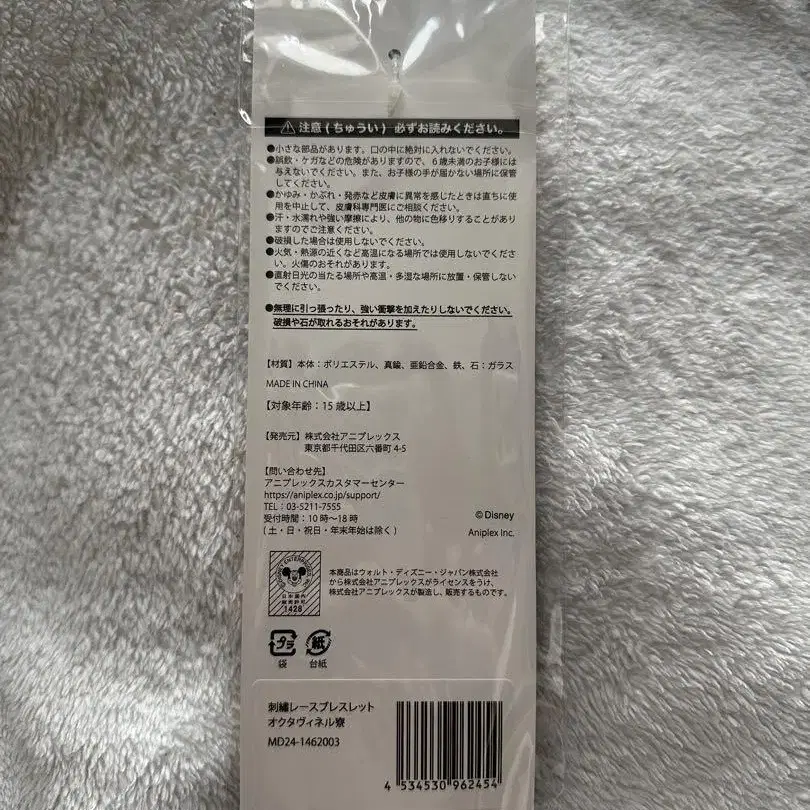 注意(ちゅうい) 必ずお読みください。
●小さな部品があります。口の中に絶対に入れないでください。
●誤飲・ケガなどの危険がありますので、6歳未満のお子様には
与えないでください。また、お子様の手が届かない場所に保管
してください。
●かゆみ・かぶれ・発赤など皮膚に異常を感じたときは直ちに使
用を中止して、皮膚科専門医にご相談ください。
●汗・水濡れや強い摩擦により、他の物に色移りすることがあり
ますのでご注意ください。
●破損した場合は使用しないでください。
●火気・熱源の近くなど高温になる場所では使用しないでくださ
い。火傷のおそれがあります。
●直射日光の当たる場所や高温・多湿な場所に放置・保管しない
でください。
●無理に引っ張ったり、強い衝撃を加えたりしないでください。
破損や石が取れるおそれがあります。
【材質】本体:ポリエステル、真鍮、亜鉛合金、鉄、石:ガラス
MADE IN CHINA
【対象年齢:15歳以上】
【発売元】株式会社アニプレックス
東京都千代田区六番町 4-5
【問い合わせ先】
アニプレックスカスタマーセンター
https://aniplex.co.jp/support/
TEL:03-5211-7555
受付時間:10時〜18時
(土・日・祝日・年末年始は除く)
© Disney
Aniplex Inc.
日本国内
販売許可
1428
本商品はウォルト・ディズニー・ジャパン株式会社
から株式会社アニプレックスがライセンスをうけ、
株式会社アニプレックスが製造し、販売するものです。
プラ
袋
紙
台紙
刺繍レースブレスレット
オクタヴィネル寮
MD24-1462003
4 534530 962454